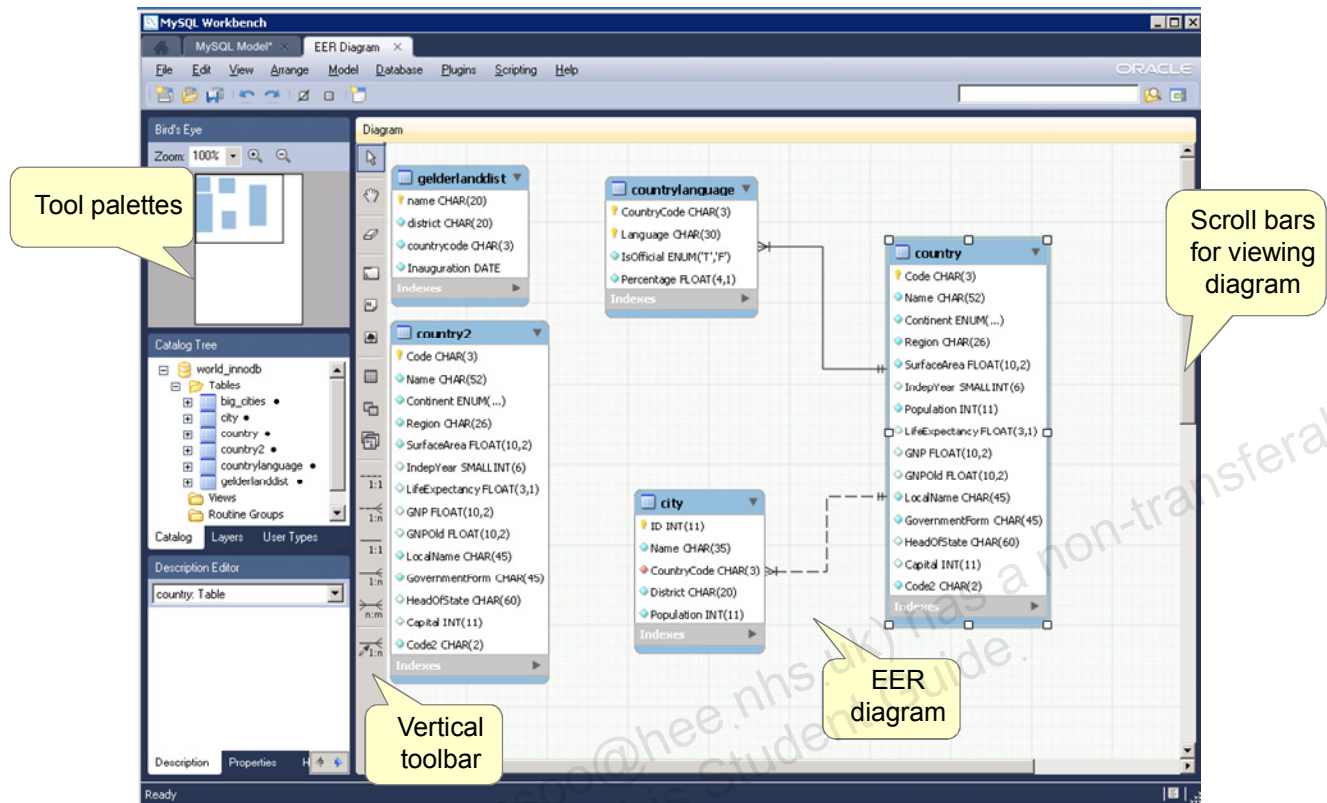 MySQL Workbench
MySQL Model* ×
EER Diagram ×
File Edit View Arrange Model Database Plugins Scripting Help
ORACLE
Bird's Eye
Zoom: 100%
Tool palettes
Catalog Tree
world_innodb
Tables
big_cities
city
country
country2
countrylanguage
gelderlanddist
Views
Routine Groups
Catalog Layers User Types
Description Editor
country: Table
Description Properties H
Ready
Diagram
1:1
1:n
1:1
1:n
n:m
1:n
Vertical
toolbar
gelderlanddist
name CHAR(20)
district CHAR(20)
countrycode CHAR(3)
Inauguration DATE
Indexes
country2
Code CHAR(3)
Name CHAR(52)
Continent ENUM(...)
Region CHAR(26)
SurfaceArea FLOAT(10,2)
IndepYear SMALLINT(6)
LifeExpectancy FLOAT(3,1)
GNP FLOAT(10,2)
GNPOld FLOAT(10,2)
LocalName CHAR(45)
GovernmentForm CHAR(45)
HeadOfState CHAR(60)
Capital INT(11)
Code2 CHAR(2)
Indexes
countrylanguage
CountryCode CHAR(3)
Language CHAR(30)
IsOfficial ENUM('T','F')
Percentage FLOAT(4,1)
Indexes
city
ID INT(11)
Name CHAR(35)
CountryCode CHAR(3)
District CHAR(20)
Population INT(11)
Indexes
country
Code CHAR(3)
Name CHAR(52)
Continent ENUM(...)
Region CHAR(26)
SurfaceArea FLOAT(10,2)
IndepYear SMALLINT(6)
Population INT(11)
LifeExpectancy FLOAT(3,1)
GNP FLOAT(10,2)
GNPOld FLOAT(10,2)
LocalName CHAR(45)
GovernmentForm CHAR(45)
HeadOfState CHAR(60)
Capital INT(11)
Code2 CHAR(2)
Indexes
EER
diagram
Scroll bars
for viewing
diagram
soo@hee.nhs.uk) has a non-transferal
is Student Guide.